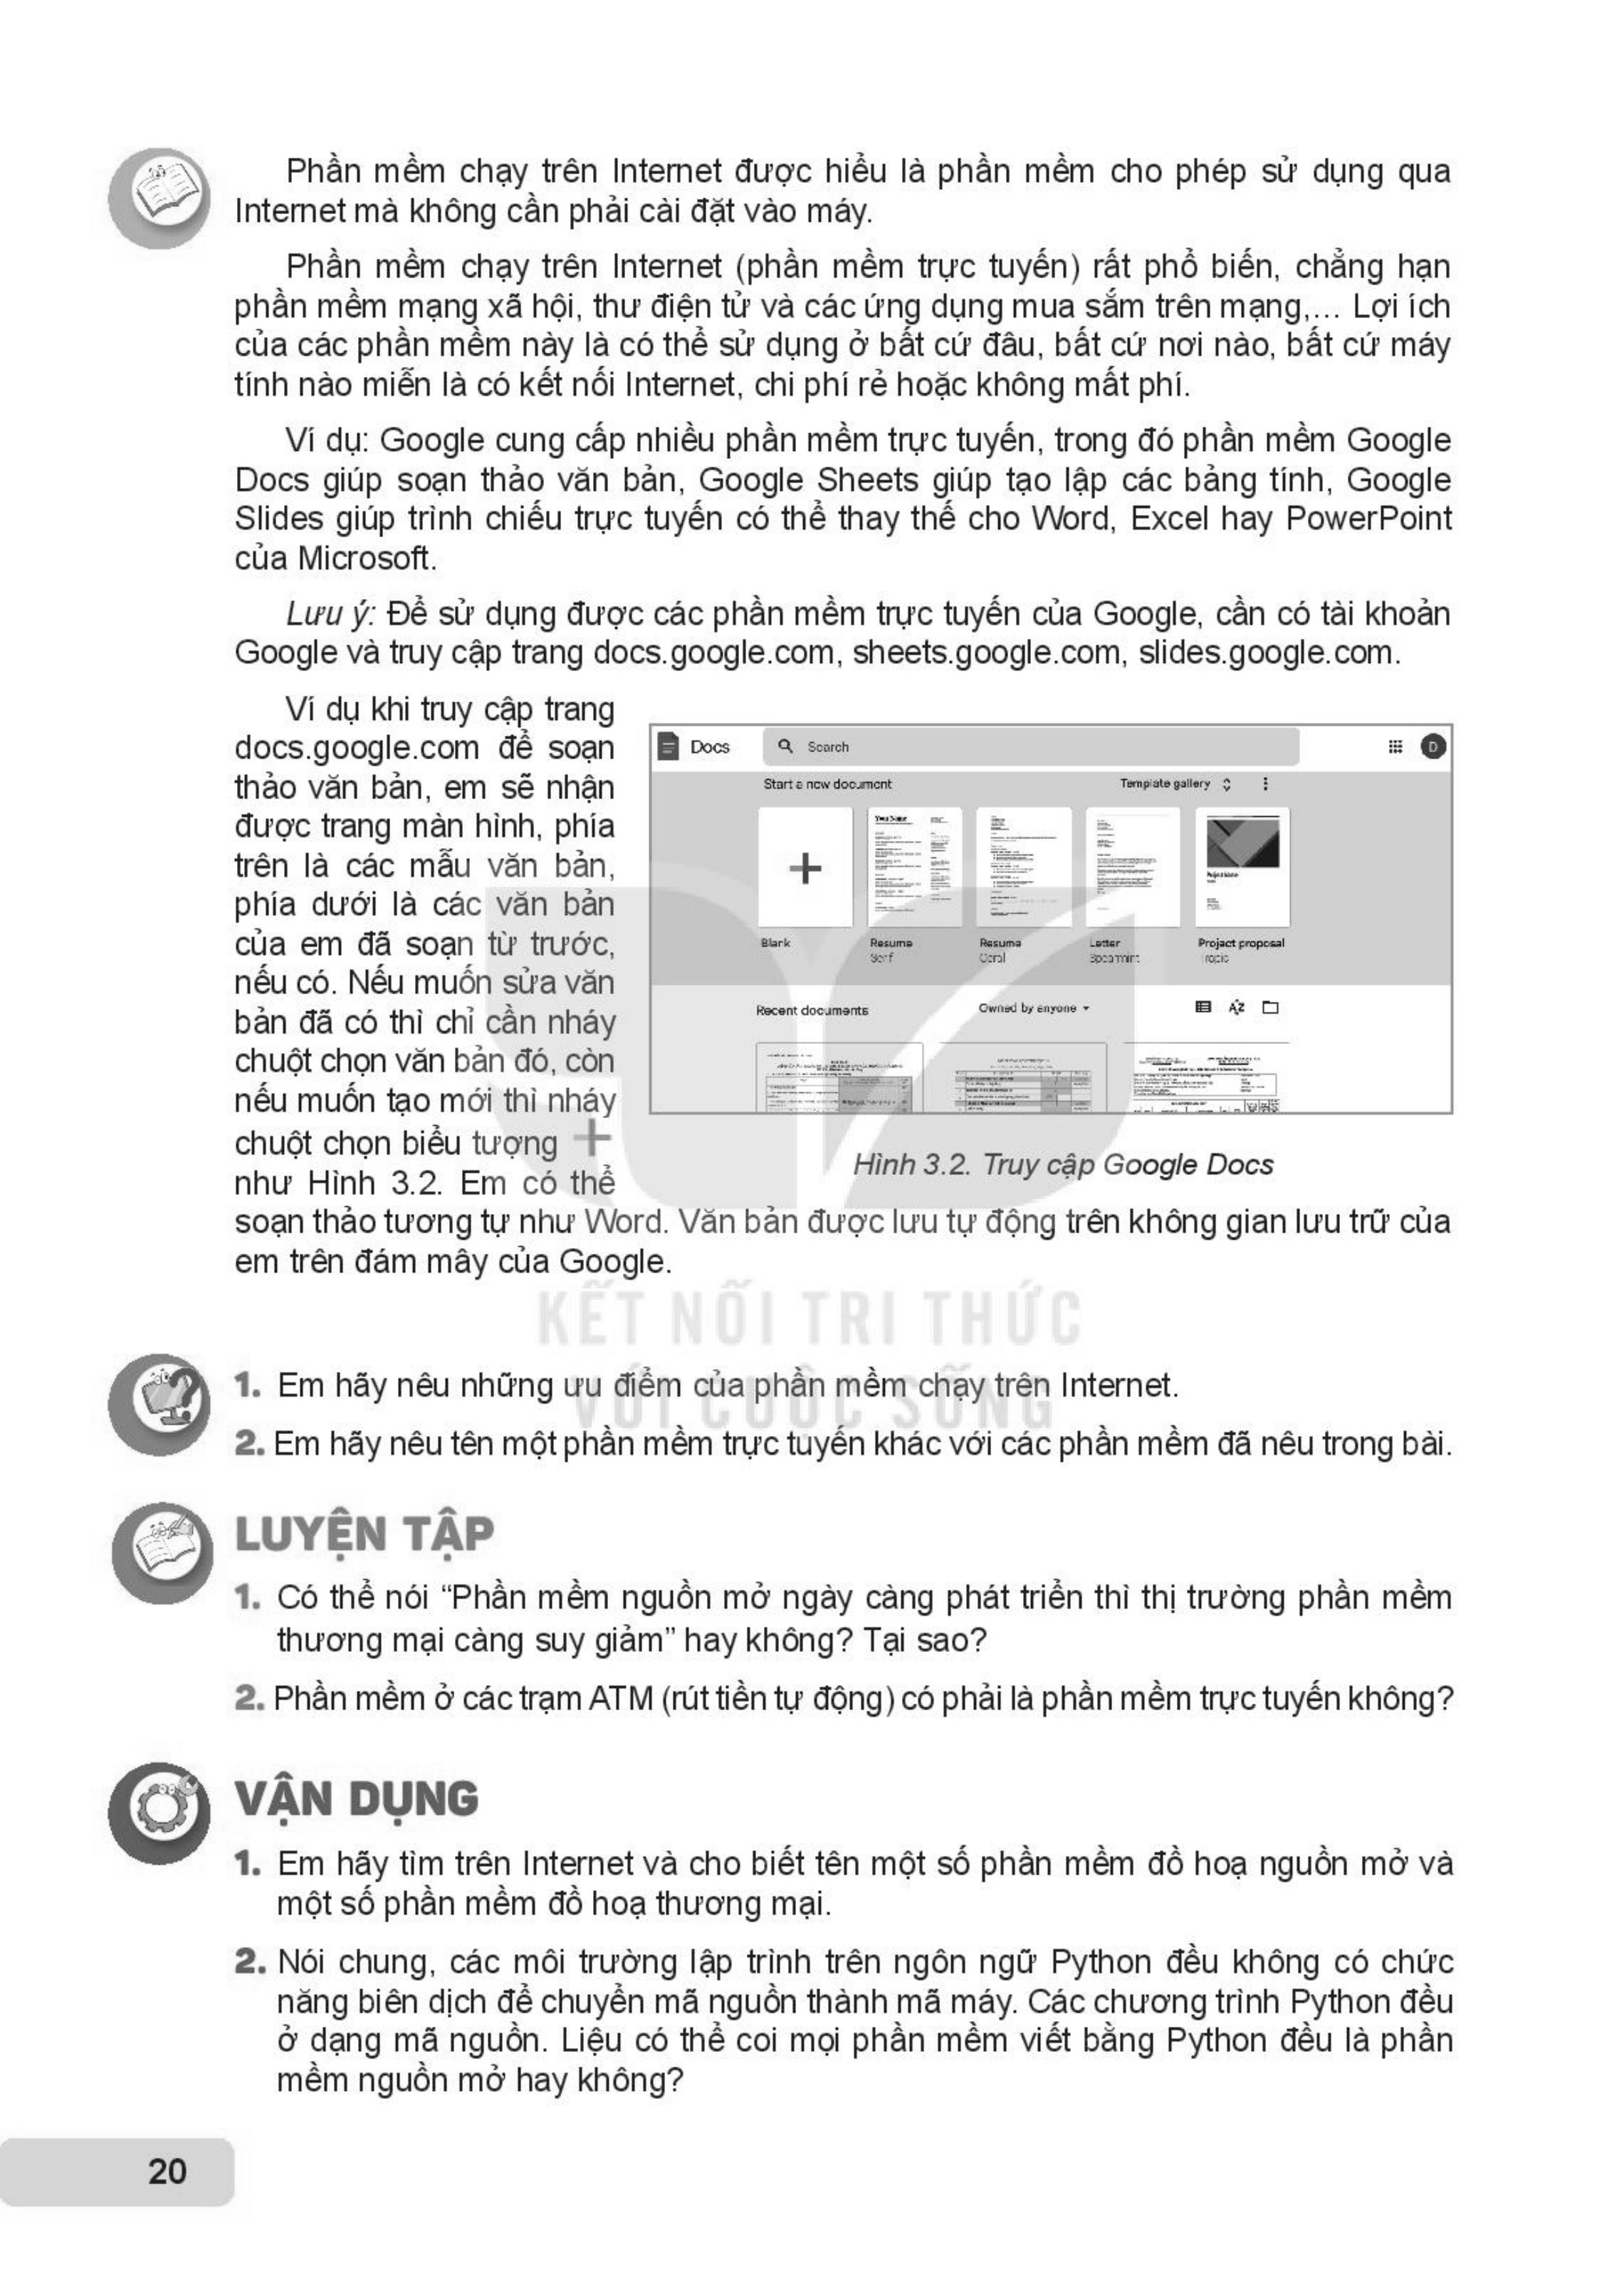 Phần mềm chạy trên Internet được hiểu là phần mềm cho phép sử dụng qua
Internet mà không cần phải cài đặt vào máy.
Phần mềm chạy trên Internet (phần mềm trực tuyến) rất phổ biến, chẳng hạn
phần mềm mạng xã hội, thư điện tử và các ứng dụng mua sắm trên mạng,... Lợi ích
của các phần mềm này là có thể sử dụng ở bất cứ đâu, bất cứ nơi nào, bất cứ máy
tính nào miễn là có kết nối Internet, chi phí rẻ hoặc không mất phí.
Ví dụ: Google cung cấp nhiều phần mềm trực tuyến, trong đó phần mềm Google
Docs giúp soạn thảo văn bản, Google Sheets giúp tạo lập các bảng tính, Google
Slides giúp trình chiếu trực tuyến có thể thay thế cho Word, Excel hay PowerPoint
của Microsoft.
Lưu ý: Để sử dụng được các phần mềm trực tuyến của Google, cần có tài khoản
Google và truy cập trang docs.google.com, sheets.google.com, slides.google.com.
Ví dụ khi truy cập trang
docs.google.com để soạn
thảo văn bản, em sẽ nhận
được trang màn hình, phía
trên là các mẫu văn bản,
phía dưới là các văn bản
của em đã soạn từ trước,
nếu có. Nếu muốn sửa văn
bản đã có thì chỉ cần nháy
chuột chọn văn bản đó, còn
nếu muốn tạo mới thì nháy
chuột chọn biểu tượng +
như Hình 3.2. Em có thể
soạn thảo tương tự như Word. Văn bản được lưu tự động trên không gian lưu trữ của
em trên đám mây của Google.
Docs Search D
Start a new document Template gallery
Blank Resume Resume Letter Project proposal
Serif Coral Spearmint Tropic
Recent documents Owned by anyone
Hình 3.2. Truy cập Google Docs
KẾT NỐI TRI THỨC
VỚI CUỘC SỐNG
1. Em hãy nêu những ưu điểm của phần mềm chạy trên Internet.
2. Em hãy nêu tên một phần mềm trực tuyến khác với các phần mềm đã nêu trong bài.
LUYỆN TẬP
1. Có thể nói “Phần mềm nguồn mở ngày càng phát triển thì thị trường phần mềm
thương mại càng suy giảm” hay không? Tại sao?
2. Phần mềm ở các trạm ATM (rút tiền tự động) có phải là phần mềm trực tuyến không?
VẬN DỤNG
1. Em hãy tìm trên Internet và cho biết tên một số phần mềm đồ hoạ nguồn mở và
một số phần mềm đồ hoạ thương mại.
2. Nói chung, các môi trường lập trình trên ngôn ngữ Python đều không có chức
năng biên dịch để chuyển mã nguồn thành mã máy. Các chương trình Python đều
ở dạng mã nguồn. Liệu có thể coi mọi phần mềm viết bằng Python đều là phần
mềm nguồn mở hay không?
20